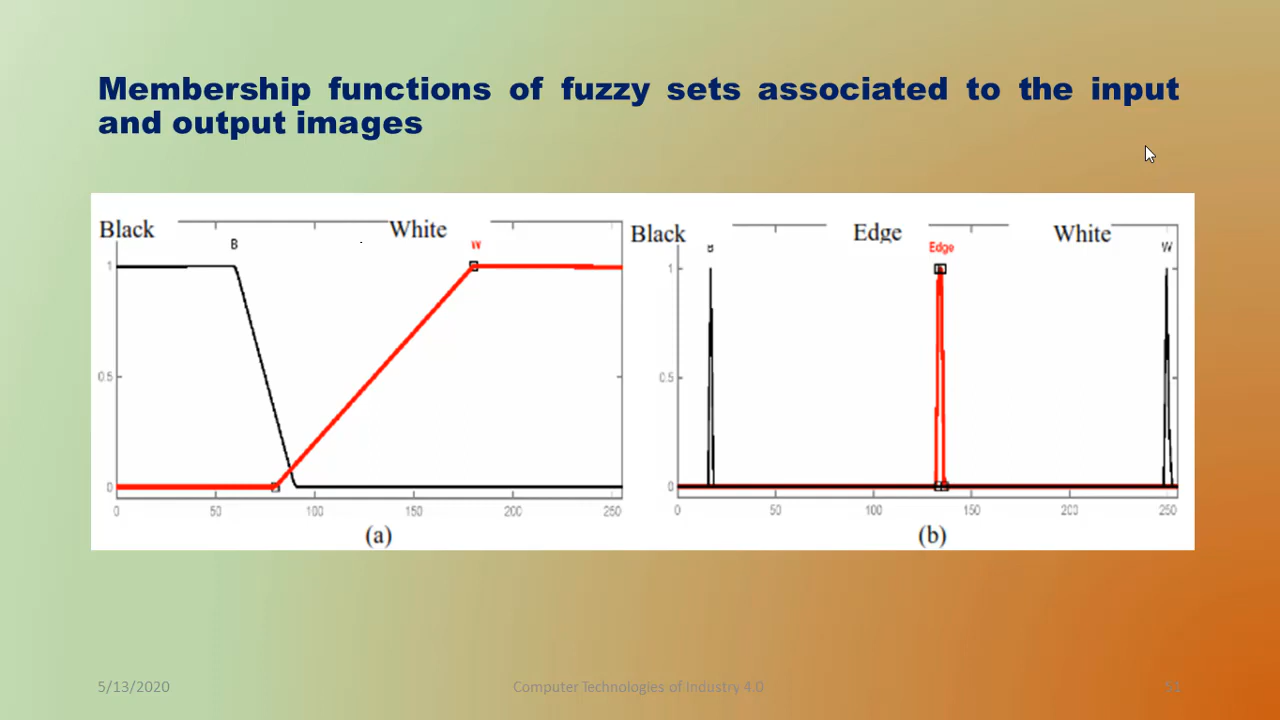 Membership functions of fuzzy sets associated to the input
and output images
Black White
B W
1
0.5
0
0 50 100 150 200 250
(a)
Black Edge White
B Edge W
1
0.5
0
0 50 100 150 200 250
(b)
5/13/2020 Computer Technologies of Industry 4.0